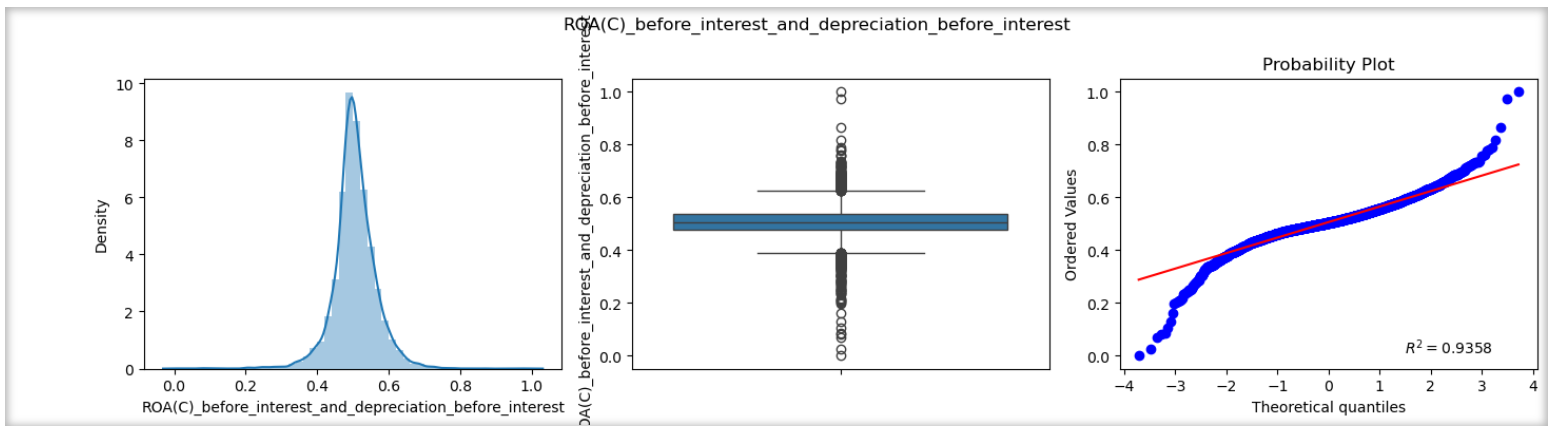 ROA(C)_before_interest_and_depreciation_before_interest
Density
10
8
6
4
2
0
0.0 0.2 0.4 0.6 0.8 1.0
ROA(C)_before_interest_and_depreciation_before_interest
OA(C)_before_interest_and_depreciation_before_interest
1.0
0.8
0.6
0.4
0.2
0.0
Probability Plot
Ordered Values
1.0
0.8
0.6
0.4
0.2
0.0
R² = 0.9358
−4 −3 −2 −1 0 1 2 3 4
Theoretical quantiles